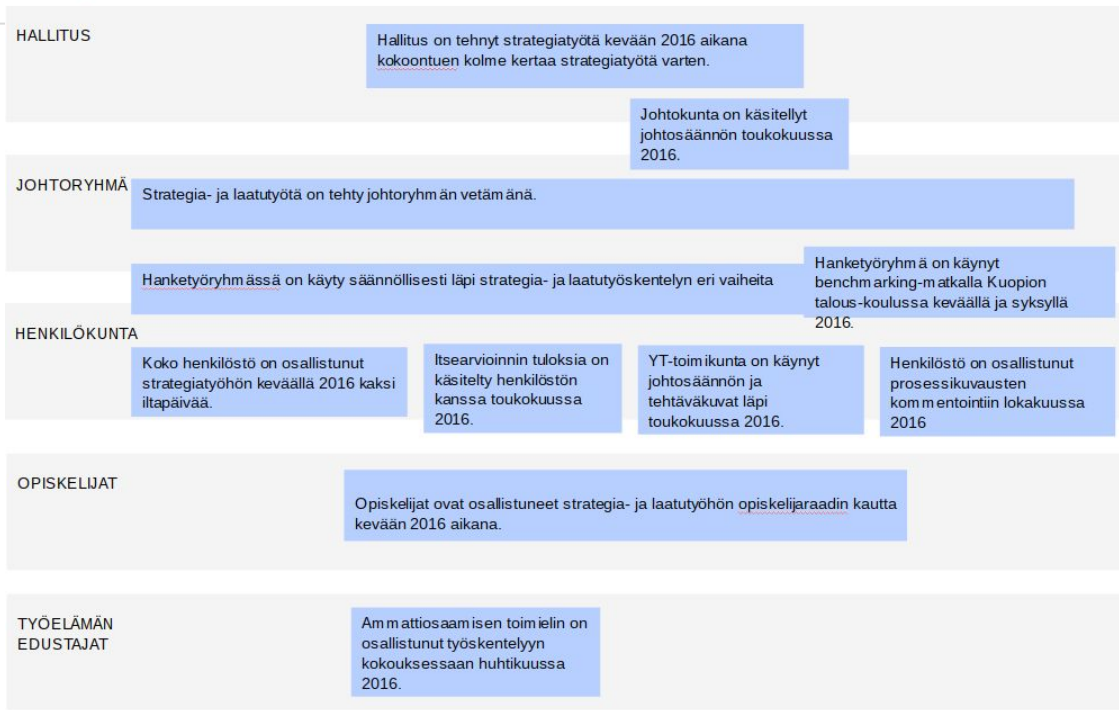 HALLITUS
Hallitus on tehnyt strategiatyötä kevään 2016 aikana
kokoontuen kolme kertaa strategiatyötä varten.
Johtokunta on käsitellyt
johtosäännön toukokuussa
2016.
JOHTORYHMÄ
Strategia- ja laatutyötä on tehty johtoryhmän vetämänä.
Hanketyöryhmässä on käyty säännöllisesti läpi strategia- ja laatutyöskentelyn eri vaiheita
Hanketyöryhmä on käynyt
benchmarking-matkalla Kuopion
talous-koulussa keväällä ja syksyllä
2016.
HENKILÖKUNTA
Koko henkilöstö on osallistunut
strategiatyöhön keväällä 2016 kaksi
iltapäivää.
Itsearvioinnin tuloksia on
käsitelty henkilöstön
kanssa toukokuussa
2016.
YT-toimikunta on käynyt
johtosäännön ja
tehtäväkuvat läpi
toukokuussa 2016.
Henkilöstö on osallistunut
prosessikuvausten
kommentointiin lokakuussa
2016
OPISKELIJAT
Opiskelijat ovat osallistuneet strategia- ja laatutyöhön opiskelijaraadin kautta
kevään 2016 aikana.
TYÖELÄMÄN
EDUSTAJAT
Ammattiosaamisen toimielin on
osallistunut työskentelyyn
kokouksessaan huhtikuussa
2016.